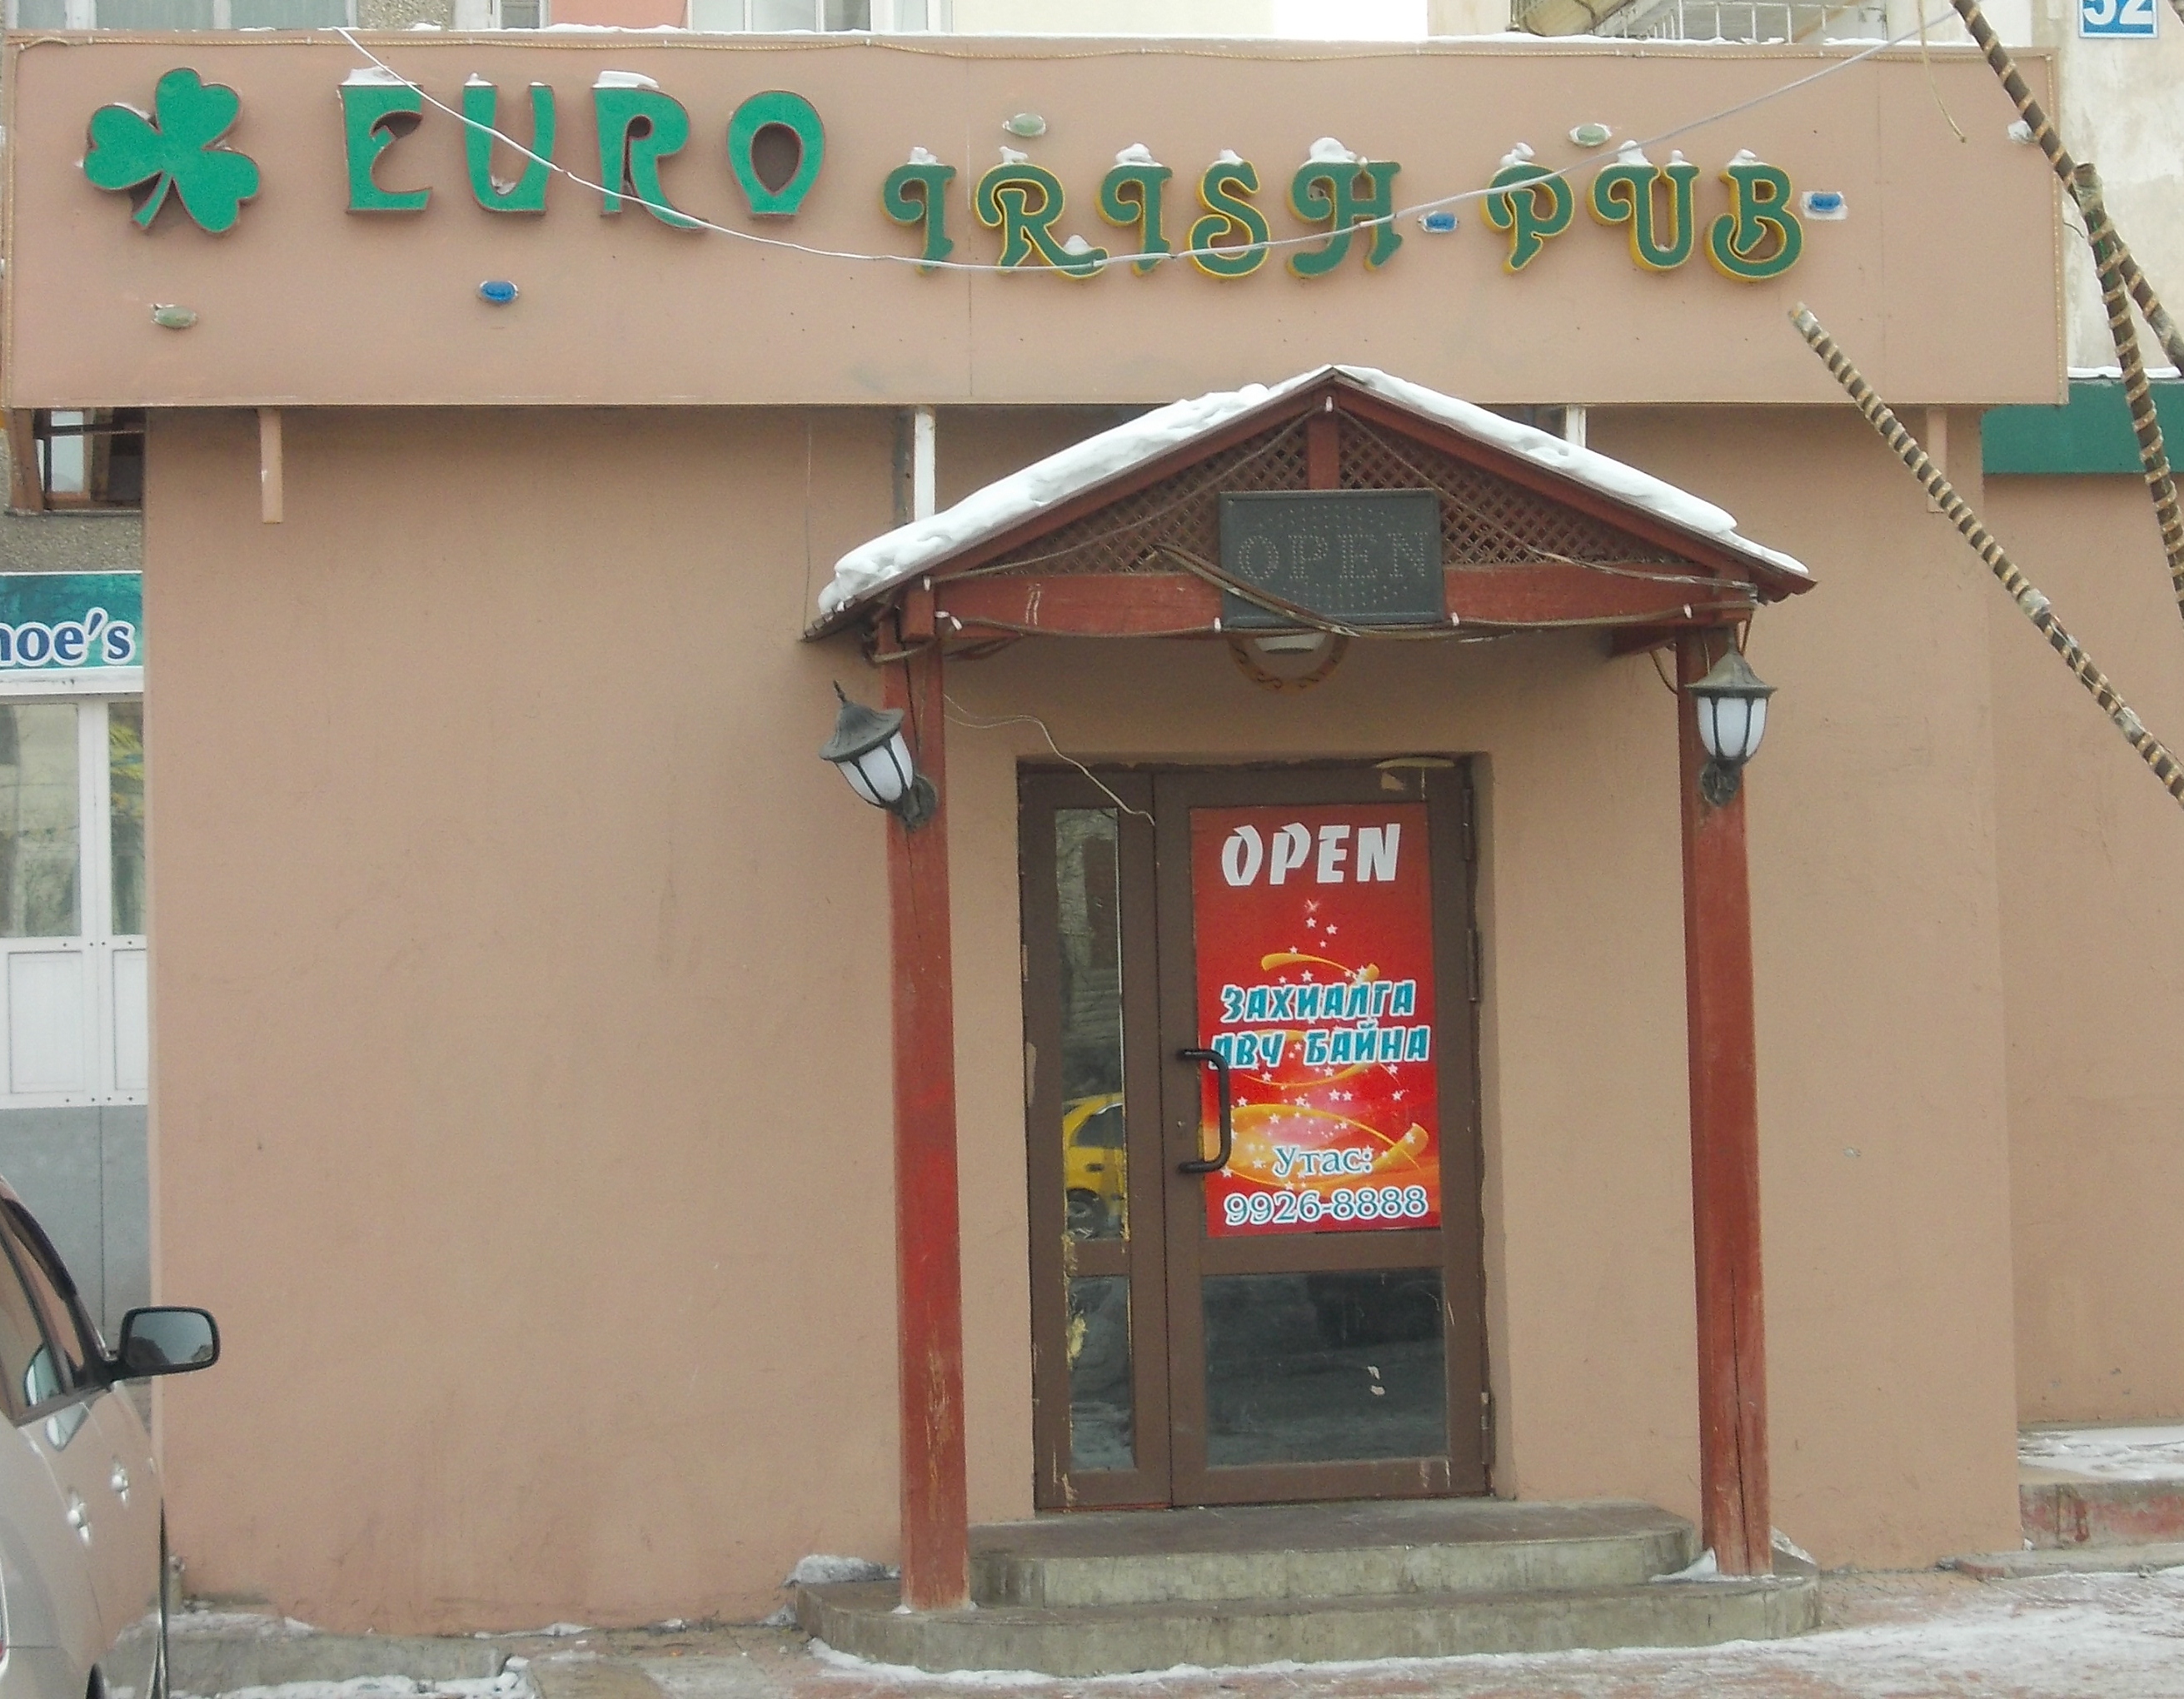 52
EURO IRISH PUB
OPEN
hoe's
OPEN
ЗАХИАЛГА
АВЧ БАЙНА
Утас:
9926-8888